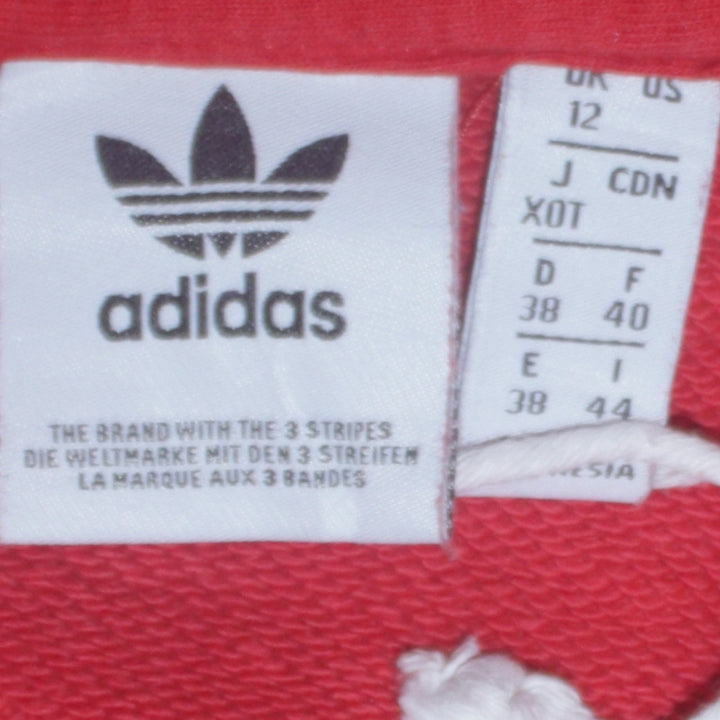 adidas
THE BRAND WITH THE 3 STRIPES
DIE WELTMARKE MIT DEN 3 STREIFEN
LA MARQUE AUX 3 BANDES
UK US
12
J CDN
XOT
D F
38 40
E I
38 44